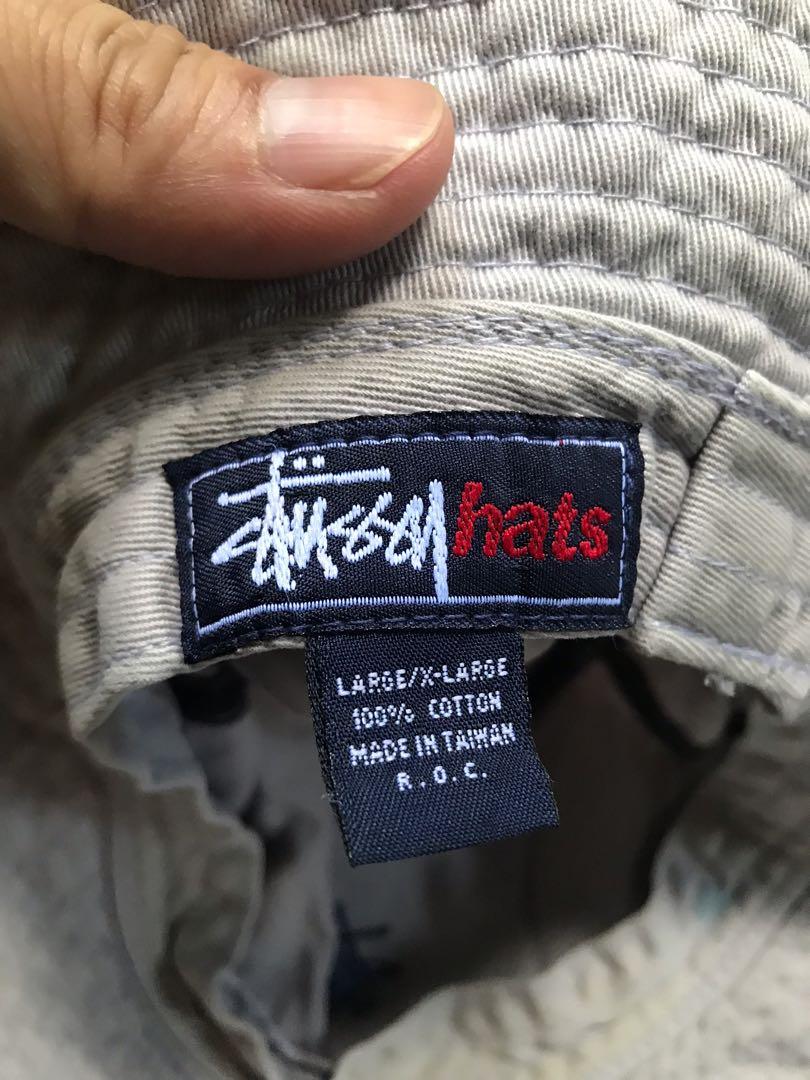 Stüssy hats
LARGE/X-LARGE
100% COTTON
MADE IN TAIWAN
R.O.C.